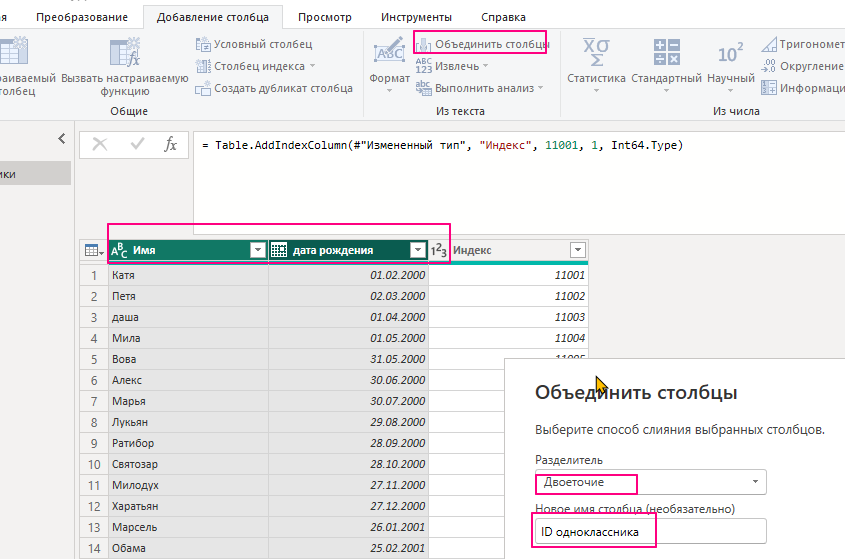 Преобразование Добавление столбца Просмотр Инструменты Справка
Условный столбец
Столбец индекса
Создать дубликат столбца
Вызвать настраиваемую
функцию
Общие
Формат
Объединить столбцы
Извлечь
Выполнить анализ
Из текста
Статистика Стандартный Научный
Тригономет
Округление
Информаци
Из числа
= Table.AddIndexColumn(#"Измененный тип", "Индекс", 11001, 1, Int64.Type)
Имя дата рождения Индекс
1 Катя 01.02.2000 11001
2 Петя 02.03.2000 11002
3 даша 01.04.2000 11003
4 Мила 01.05.2000 11004
5 Вова 31.05.2000
6 Алекс 30.06.2000
7 Марья 30.07.2000
8 Лукьян 29.08.2000
9 Ратибор 28.09.2000
10 Святозар 28.10.2000
11 Милодух 27.11.2000
12 Харатьян 27.12.2000
13 Марсель 26.01.2001
14 Обама 25.02.2001
Объединить столбцы
Выберите способ слияния выбранных столбцов.
Разделитель
Двоеточие
Новое имя столбца (необязательно)
ID одноклассника